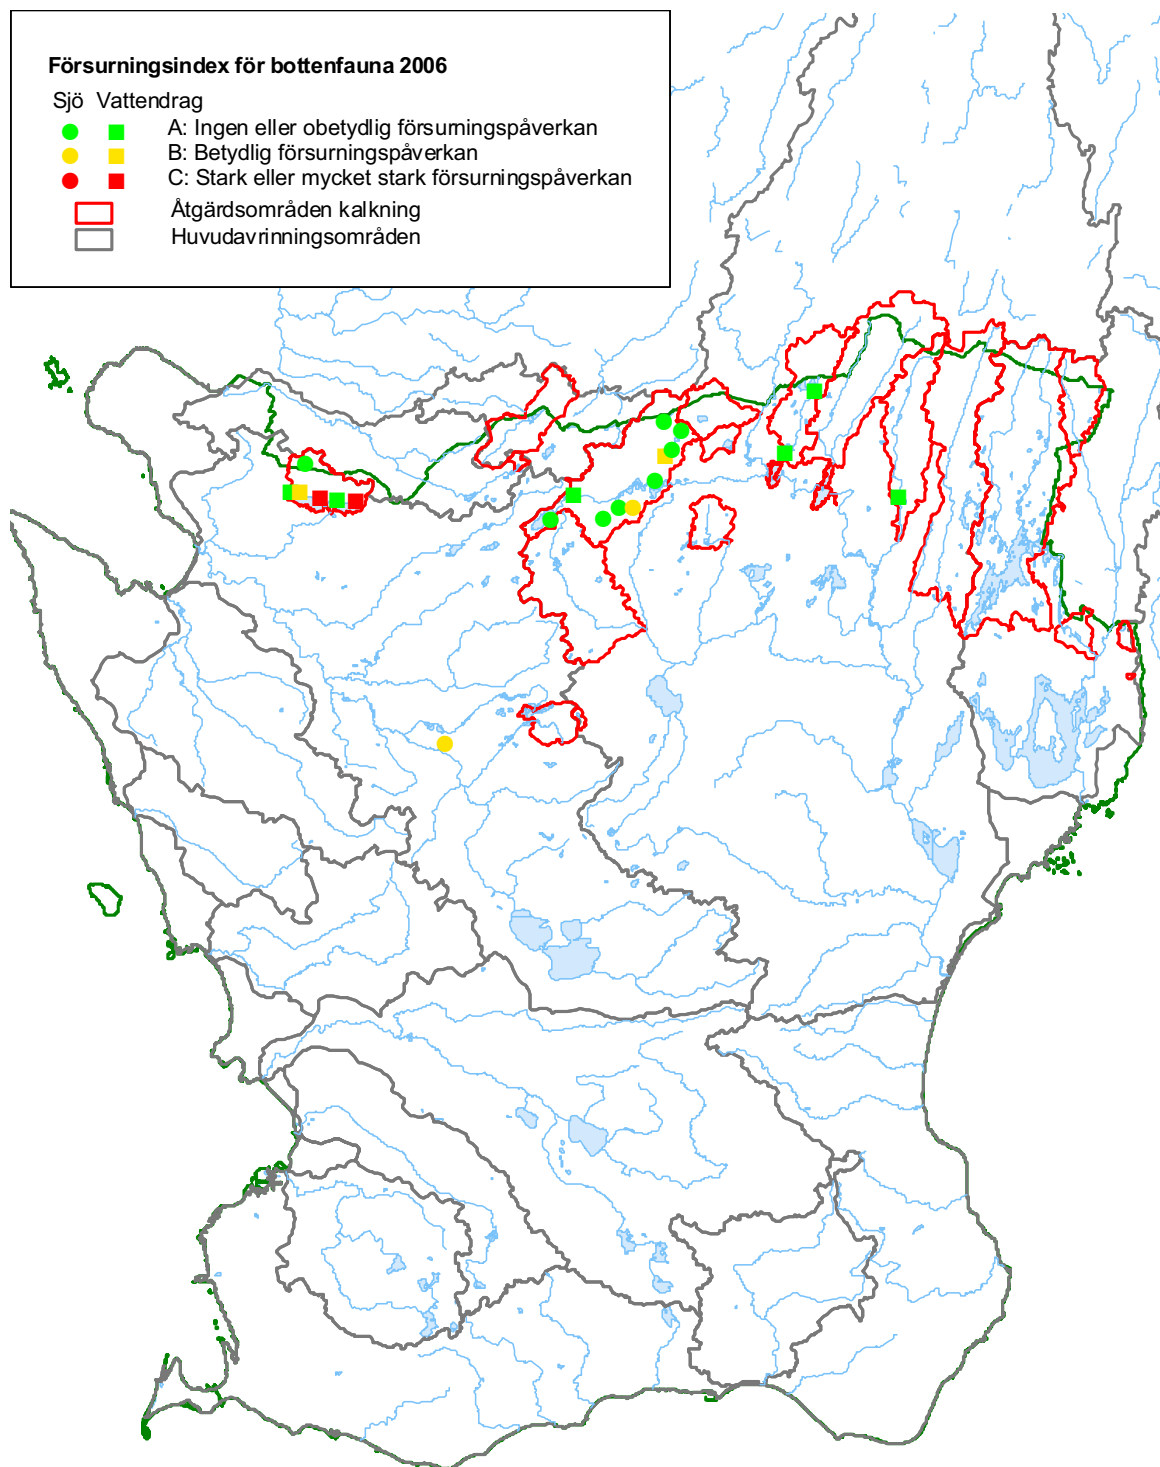 Försurningsindex för bottenfauna 2006
Sjö Vattendrag
A: Ingen eller obetydlig försurningspåverkan
B: Betydlig försurningspåverkan
C: Stark eller mycket stark försurningspåverkan
Åtgärdsområden kalkning
Huvudavrinningsområden